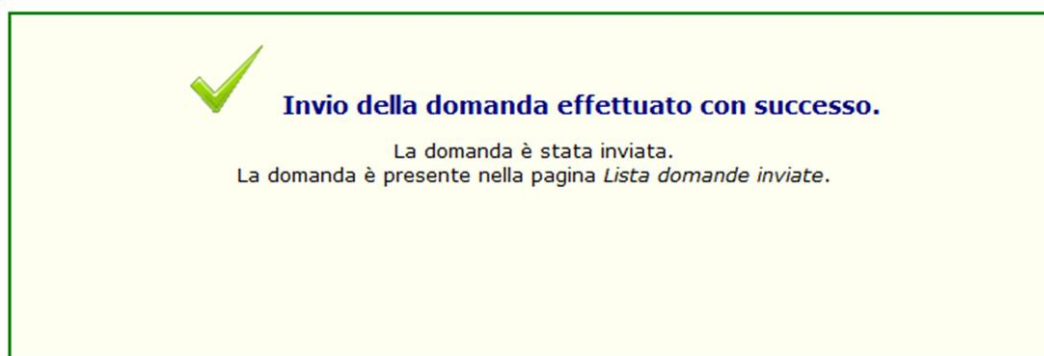 Invio della domanda effettuato con successo.
La domanda è stata inviata.
La domanda è presente nella pagina Lista domande inviate.